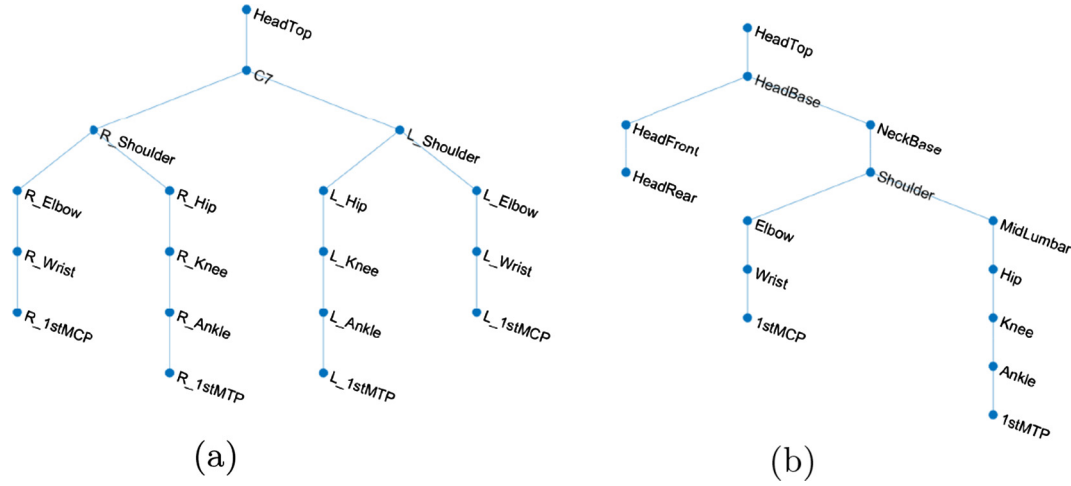 HeadTop
C7
R_Shoulder
L_Shoulder
R_Elbow
R_Hip
L_Hip
L_Elbow
R_Wrist
R_Knee
L_Knee
L_Wrist
R_1stMCP
R_Ankle
L_Ankle
L_1stMCP
R_1stMTP
L_1stMTP
(a)
HeadTop
HeadBase
HeadFront
NeckBase
HeadRear
Shoulder
Elbow
MidLumbar
Wrist
Hip
1stMCP
Knee
Ankle
1stMTP
(b)